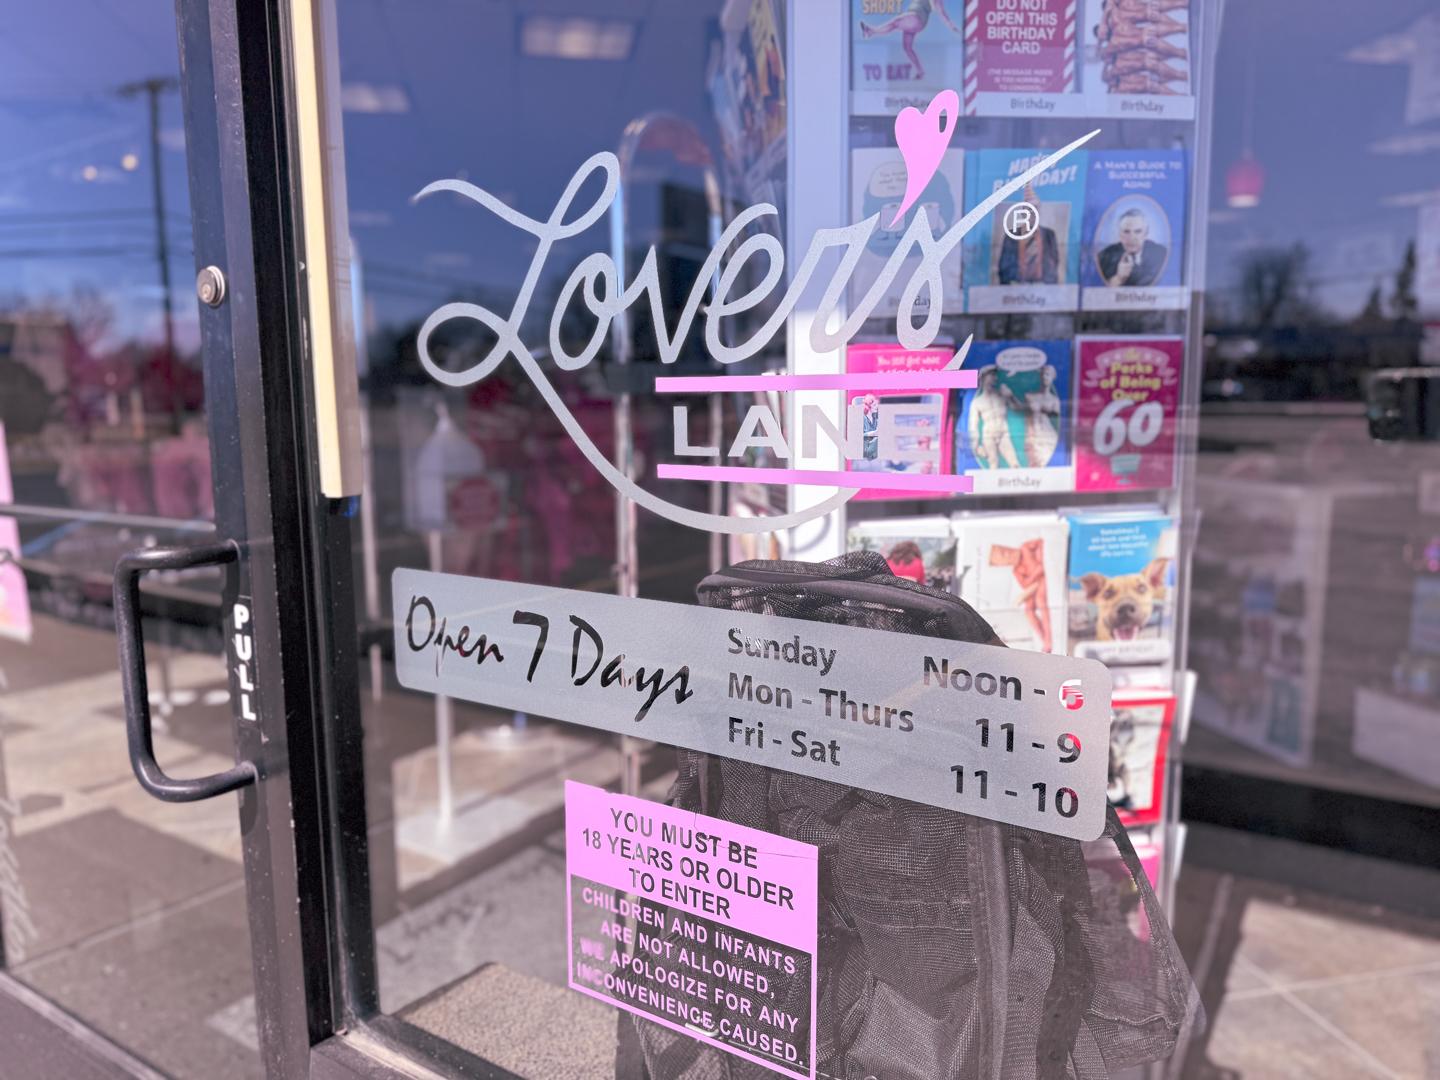 SHORT
TO EAT
DO NOT
OPEN THIS
BIRTHDAY
CARD
Birthday
Birthday
Lover's ®
LANE
HAPPY
BIRTHDAY!
A MAN'S GUIDE TO
SUCCESSFUL
AGING
Birthday
Birthday
Perks
of Being
Over
60
Birthday
PULL
Open 7 Days
Sunday Noon - 6
Mon - Thurs 11 - 9
Fri - Sat 11 - 10
YOU MUST BE
18 YEARS OR OLDER
TO ENTER
CHILDREN AND INFANTS
ARE NOT ALLOWED,
WE APOLOGIZE FOR ANY
INCONVENIENCE CAUSED.